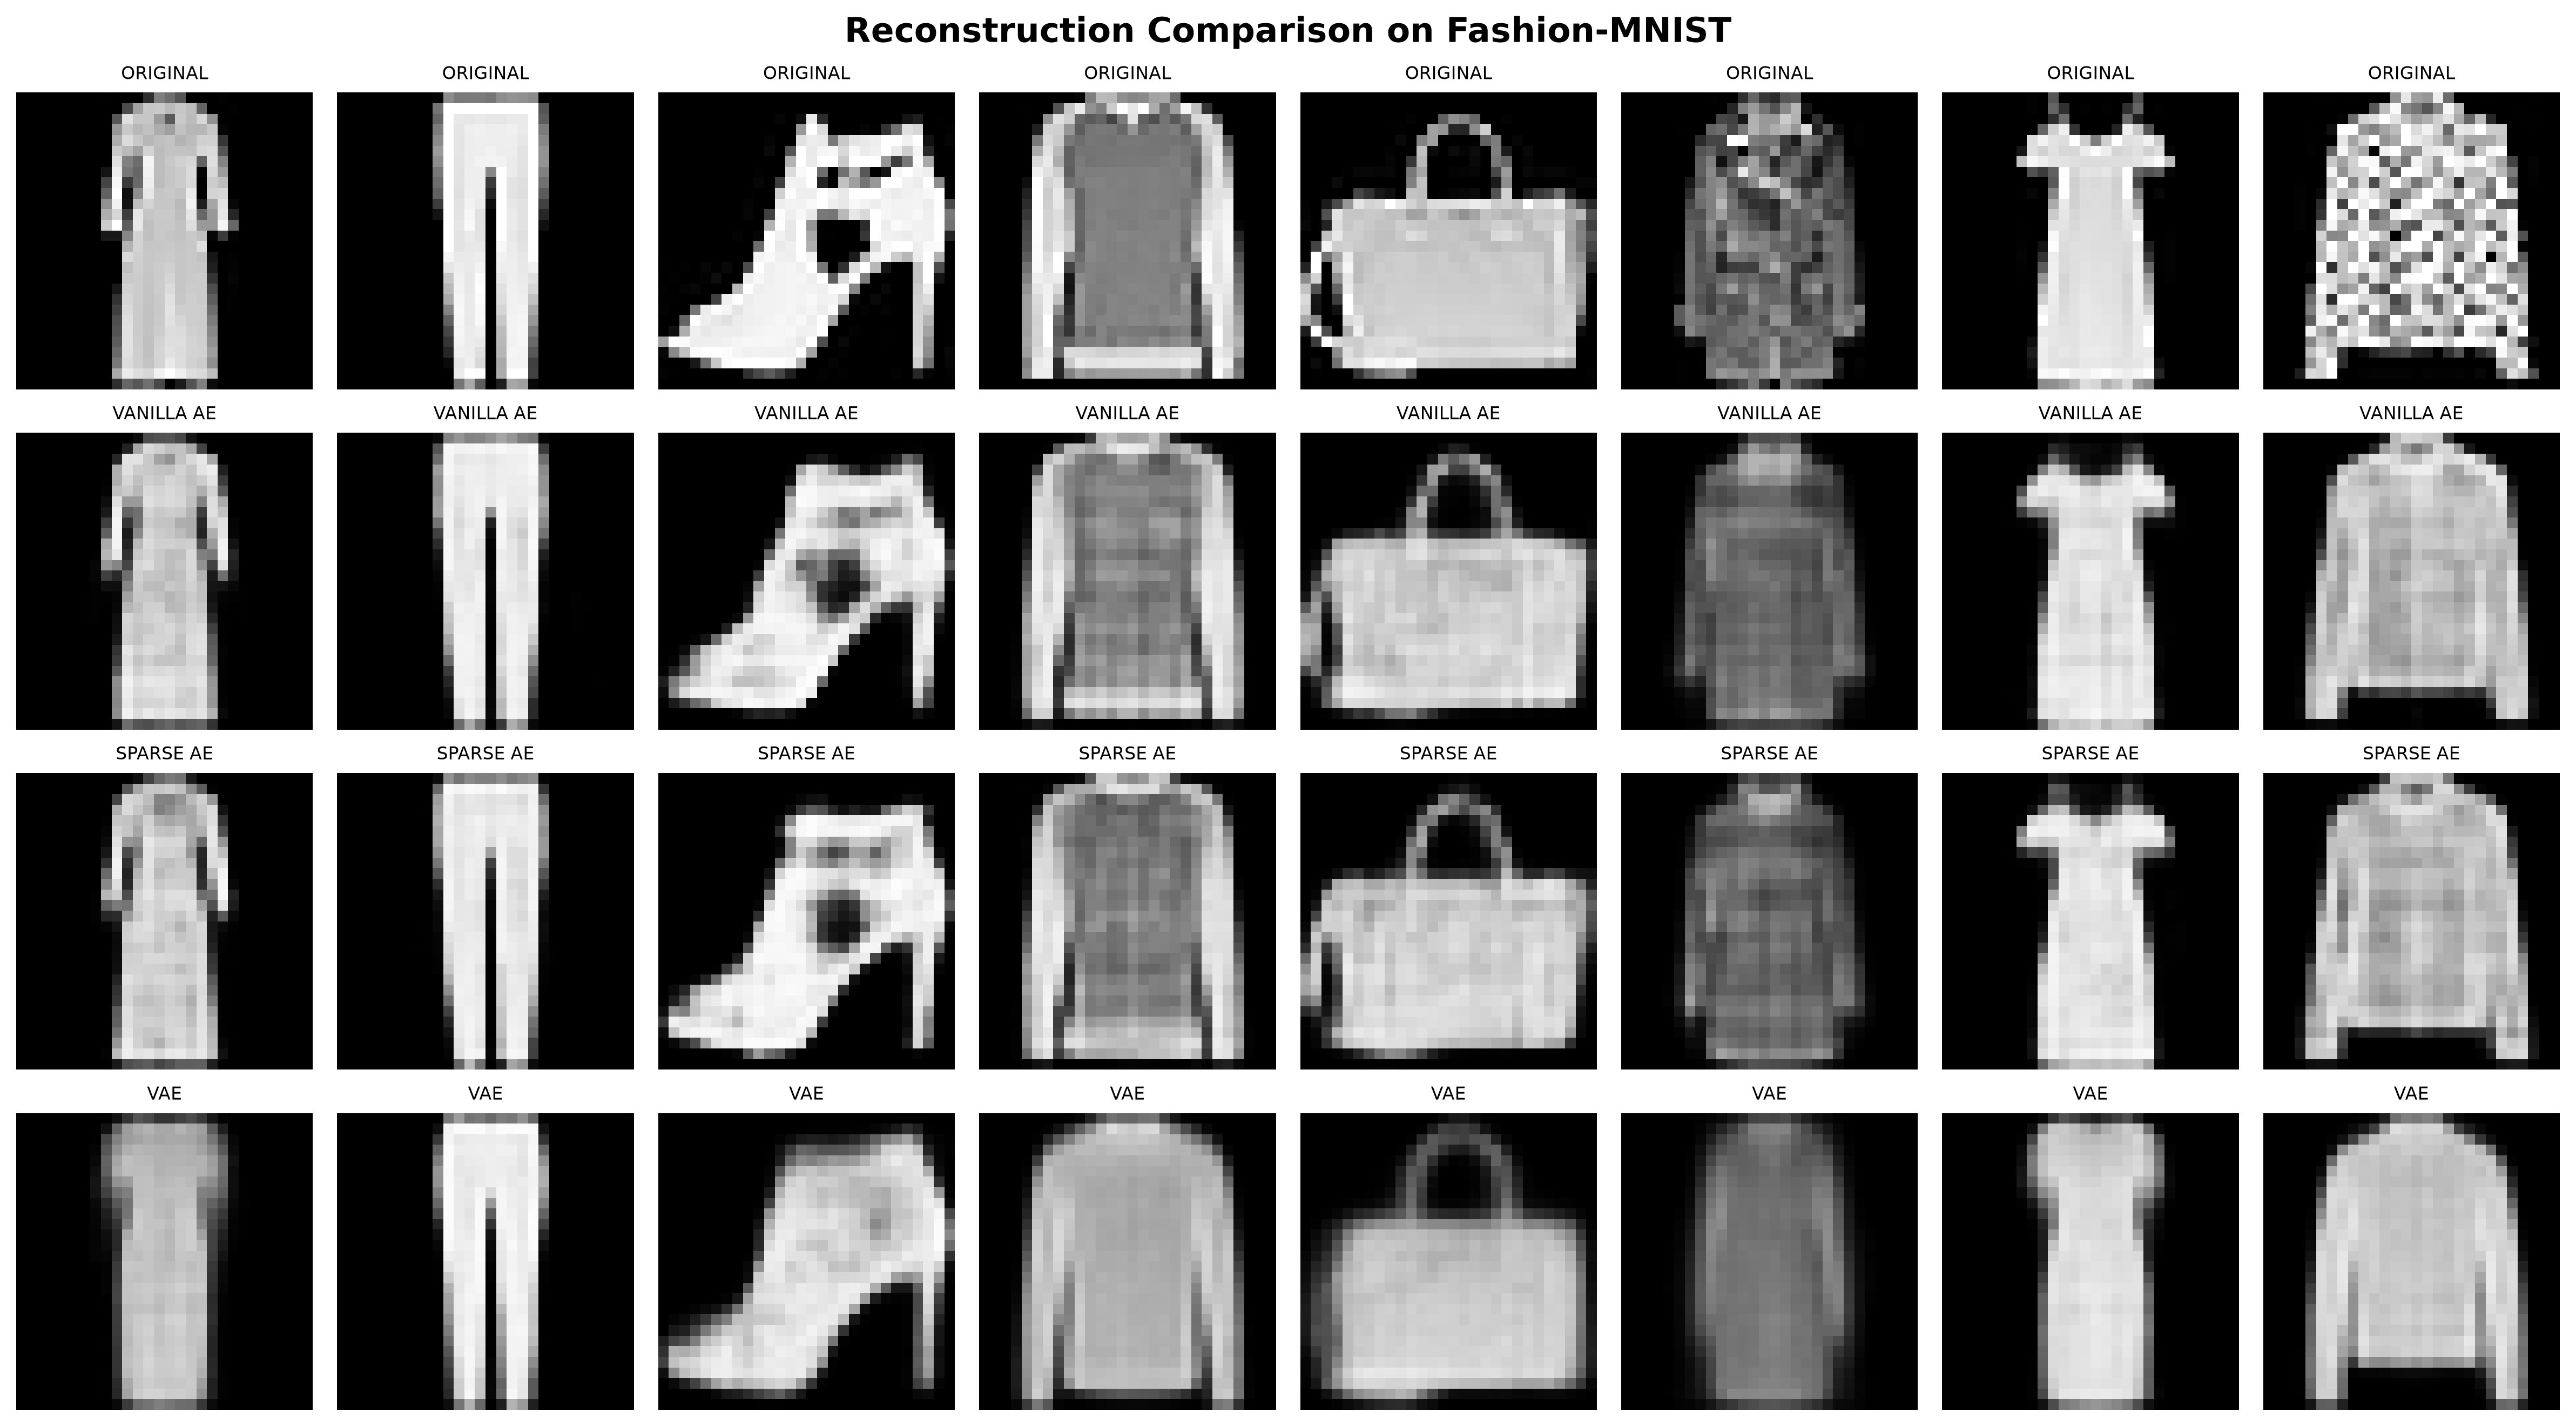 Reconstruction Comparison on Fashion-MNIST
ORIGINAL ORIGINAL ORIGINAL ORIGINAL ORIGINAL ORIGINAL ORIGINAL ORIGINAL
VANILLA AE VANILLA AE VANILLA AE VANILLA AE VANILLA AE VANILLA AE VANILLA AE VANILLA AE
SPARSE AE SPARSE AE SPARSE AE SPARSE AE SPARSE AE SPARSE AE SPARSE AE SPARSE AE
VAE VAE VAE VAE VAE VAE VAE VAE